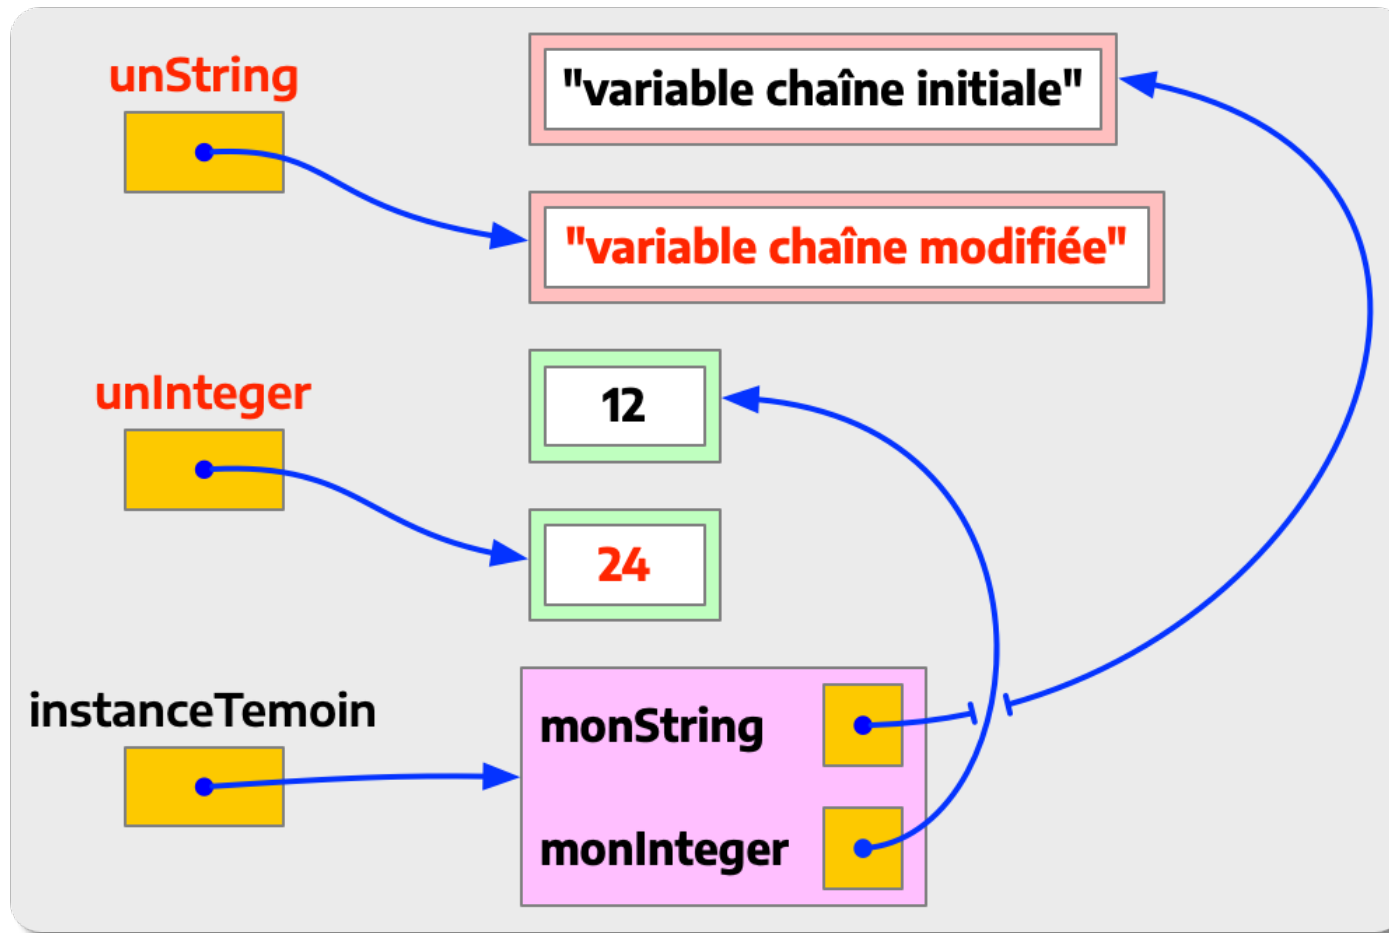 unString
"variable chaîne initiale"
"variable chaîne modifiée"
unInteger
12
24
instanceTemoin
monString
monInteger